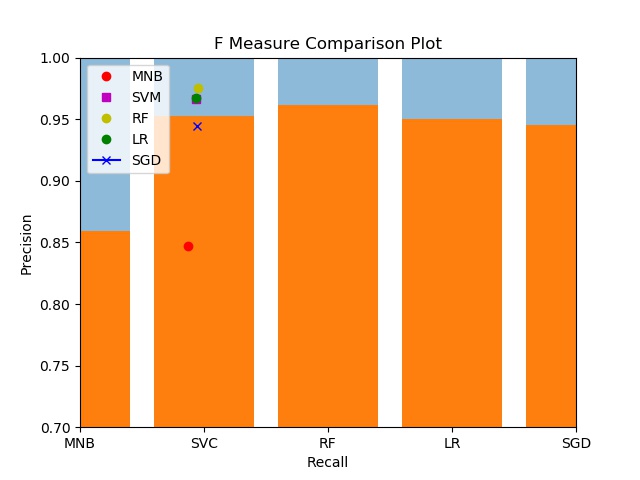 F Measure Comparison Plot
1.00
0.95
0.90
0.85
0.80
0.75
0.70
Precision
MNB
SVM
RF
LR
SGD
MNB SVC RF LR SGD
Recall